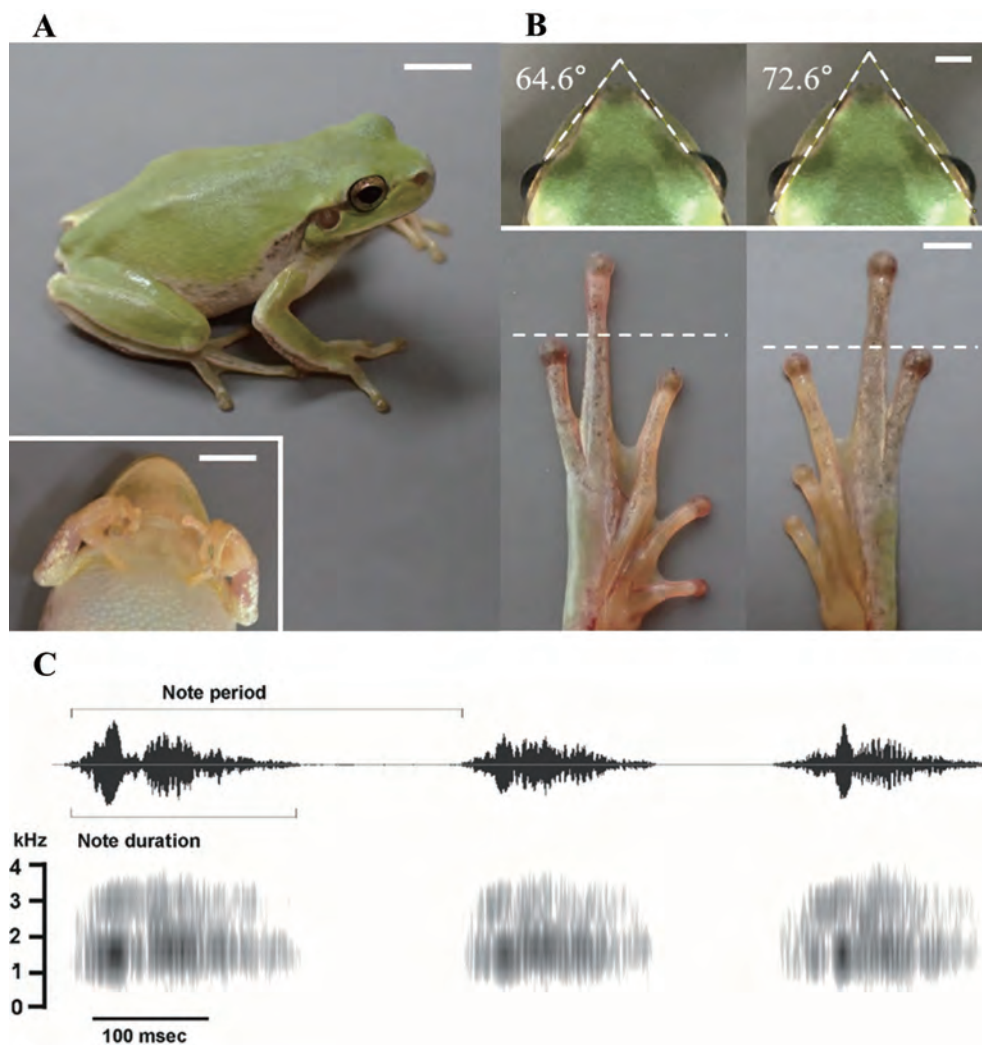 A
B
64.6°
72.6°
C
Note period
Note duration
kHz
4
3
2
1
0
100 msec